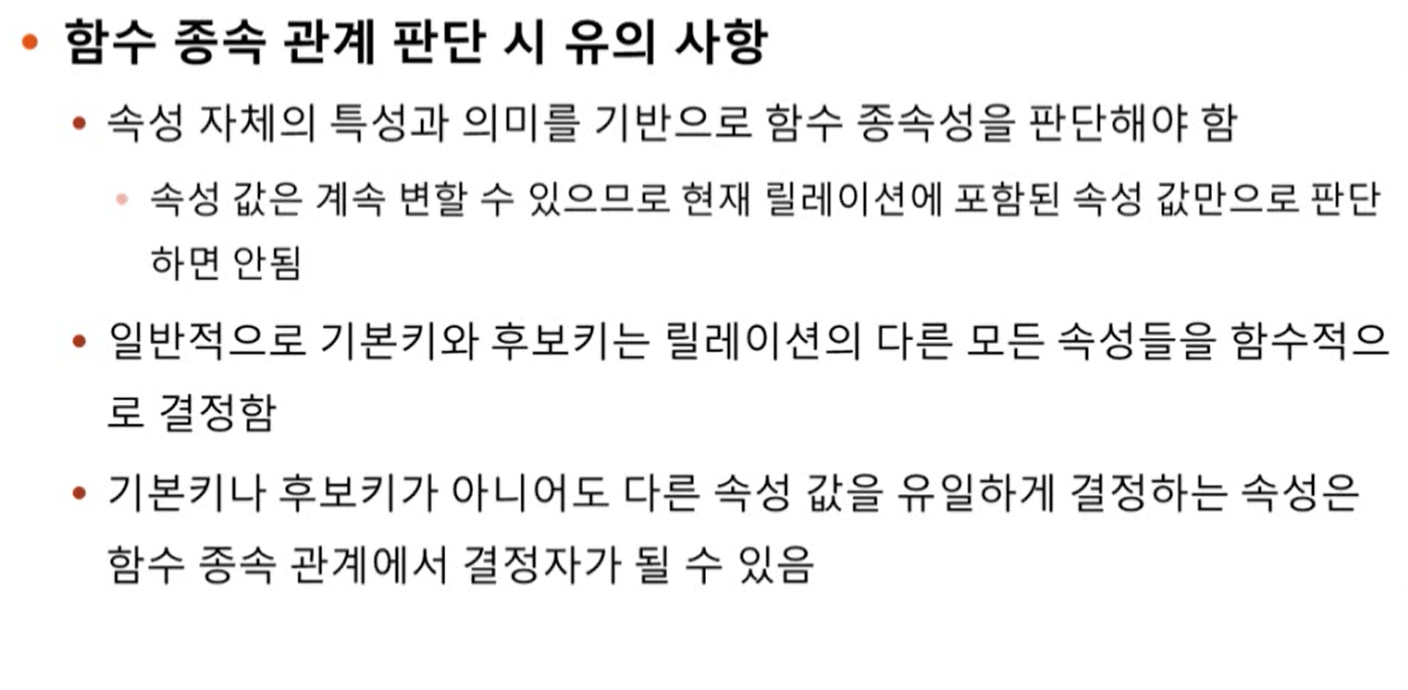 • 함수 종속 관계 판단 시 유의 사항
• 속성 자체의 특성과 의미를 기반으로 함수 종속성을 판단해야 함
• 속성 값은 계속 변할 수 있으므로 현재 릴레이션에 포함된 속성 값만으로 판단
하면 안됨
• 일반적으로 기본키와 후보키는 릴레이션의 다른 모든 속성들을 함수적으
로 결정함
• 기본키나 후보키가 아니어도 다른 속성 값을 유일하게 결정하는 속성은
함수 종속 관계에서 결정자가 될 수 있음